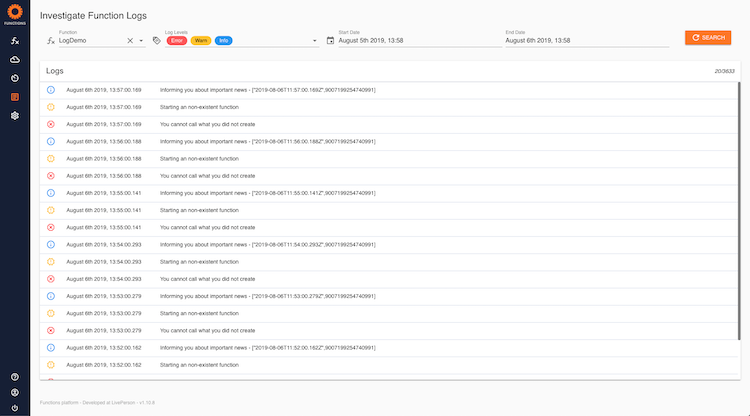 FUNCTIONS
Investigate Function Logs
Function
LogDemo
Log Levels
Error Warn Info
Start Date
August 5th 2019, 13:58
End Date
August 6th 2019, 13:58
SEARCH
Logs
20/3633
August 6th 2019, 13:57:00.169 Informing you about important news - ["2019-08-06T11:57:00.169Z",9007199254740991]
August 6th 2019, 13:57:00.169 Starting an non-existent function
August 6th 2019, 13:57:00.169 You cannot call what you did not create
August 6th 2019, 13:56:00.188 Informing you about important news - ["2019-08-06T11:56:00.188Z",9007199254740991]
August 6th 2019, 13:56:00.188 Starting an non-existent function
August 6th 2019, 13:56:00.188 You cannot call what you did not create
August 6th 2019, 13:55:00.141 Informing you about important news - ["2019-08-06T11:55:00.141Z",9007199254740991]
August 6th 2019, 13:55:00.141 Starting an non-existent function
August 6th 2019, 13:55:00.141 You cannot call what you did not create
August 6th 2019, 13:54:00.293 Informing you about important news - ["2019-08-06T11:54:00.293Z",9007199254740991]
August 6th 2019, 13:54:00.293 Starting an non-existent function
August 6th 2019, 13:54:00.293 You cannot call what you did not create
August 6th 2019, 13:53:00.279 Informing you about important news - ["2019-08-06T11:53:00.279Z",9007199254740991]
August 6th 2019, 13:53:00.279 Starting an non-existent function
August 6th 2019, 13:53:00.279 You cannot call what you did not create
August 6th 2019, 13:52:00.162 Informing you about important news - ["2019-08-06T11:52:00.162Z",9007199254740991]
August 6th 2019, 13:52:00.162 Starting an non-existent function
Functions platform - Developed at LivePerson - v1.10.6